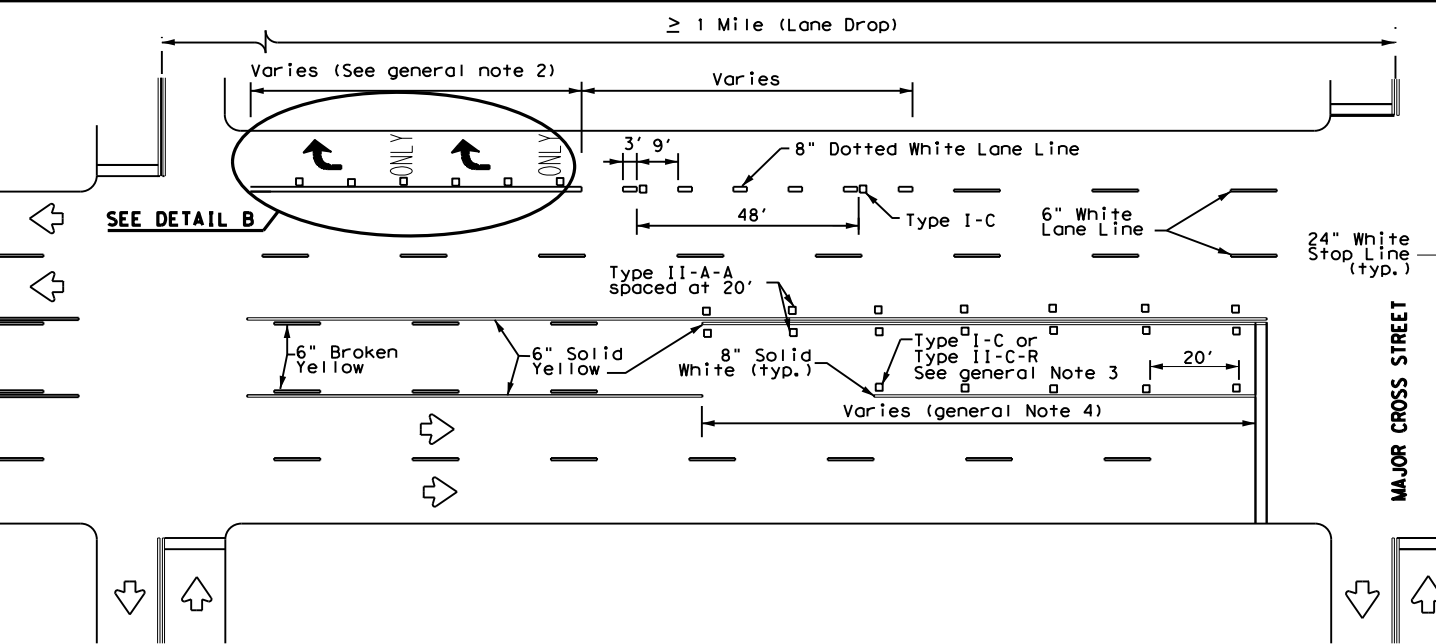 ≥ 1 Mile (Lane Drop)
Varies (See general note 2)
Varies
ONLY
ONLY
3' 9'
8" Dotted White Lane Line
SEE DETAIL B
48'
Type I-C
6" White
Lane Line
24" White
Stop Line
(typ.)
Type II-A-A
spaced at 20'
6" Broken
Yellow
6" Solid
Yellow
8" Solid
White (typ.)
Type I-C or
Type II-C-R
See general Note 3
20'
Varies (general Note 4)
MAJOR CROSS STREET